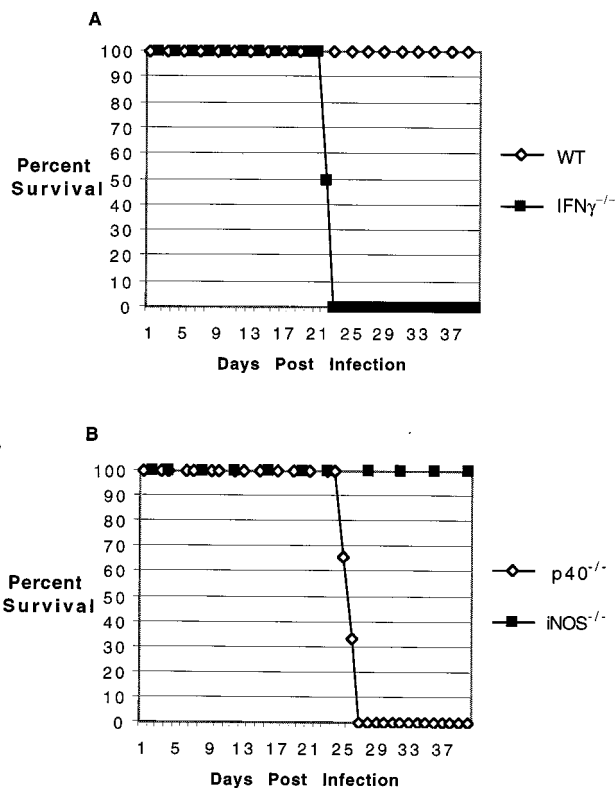 A
100
90
80
70
60
50
40
30
20
10
0
Percent
Survival
1 5 9 13 17 21 25 29 33 37
Days Post Infection
WT
IFNγ-/-
B
100
90
80
70
60
50
40
30
20
10
0
Percent
Survival
1 5 9 13 17 21 25 29 33 37
Days Post Infection
p40-/-
iNOS-/-